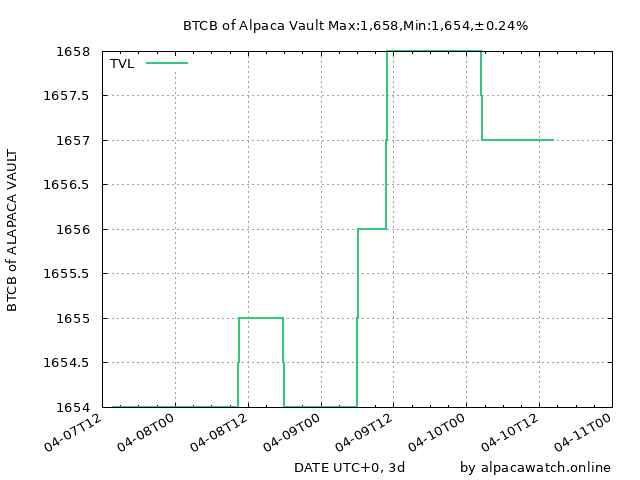 BTCB of Alpaca Vault Max:1,658,Min:1,654,±0.24%
TVL
1658
1657.5
1657
1656.5
1656
1655.5
1655
1654.5
1654
BTCB of ALAPACA VAULT
04-07T12
04-08T00
04-08T12
04-09T00
04-09T12
04-10T00
04-10T12
04-11T00
DATE UTC+0, 3d
by alpacawatch.online